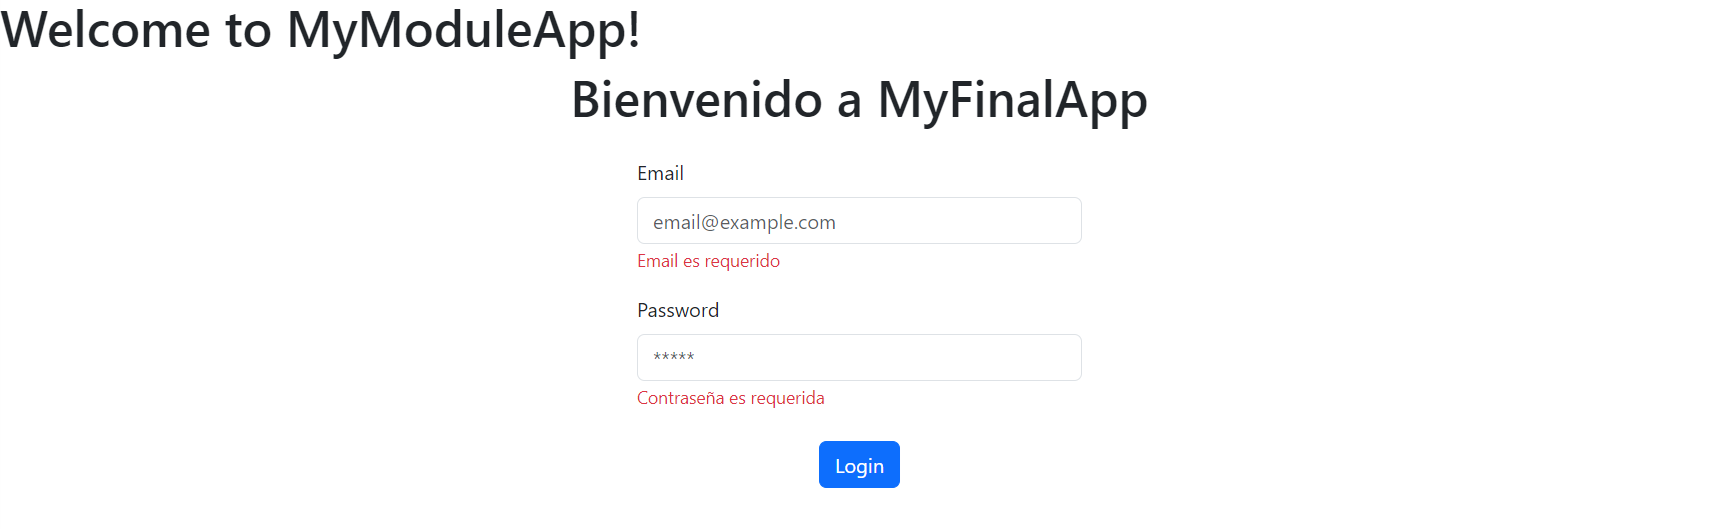 Welcome to MyModuleApp!
Bienvenido a MyFinalApp
Email
email@example.com
Email es requerido
Password
*****
Contraseña es requerida
Login